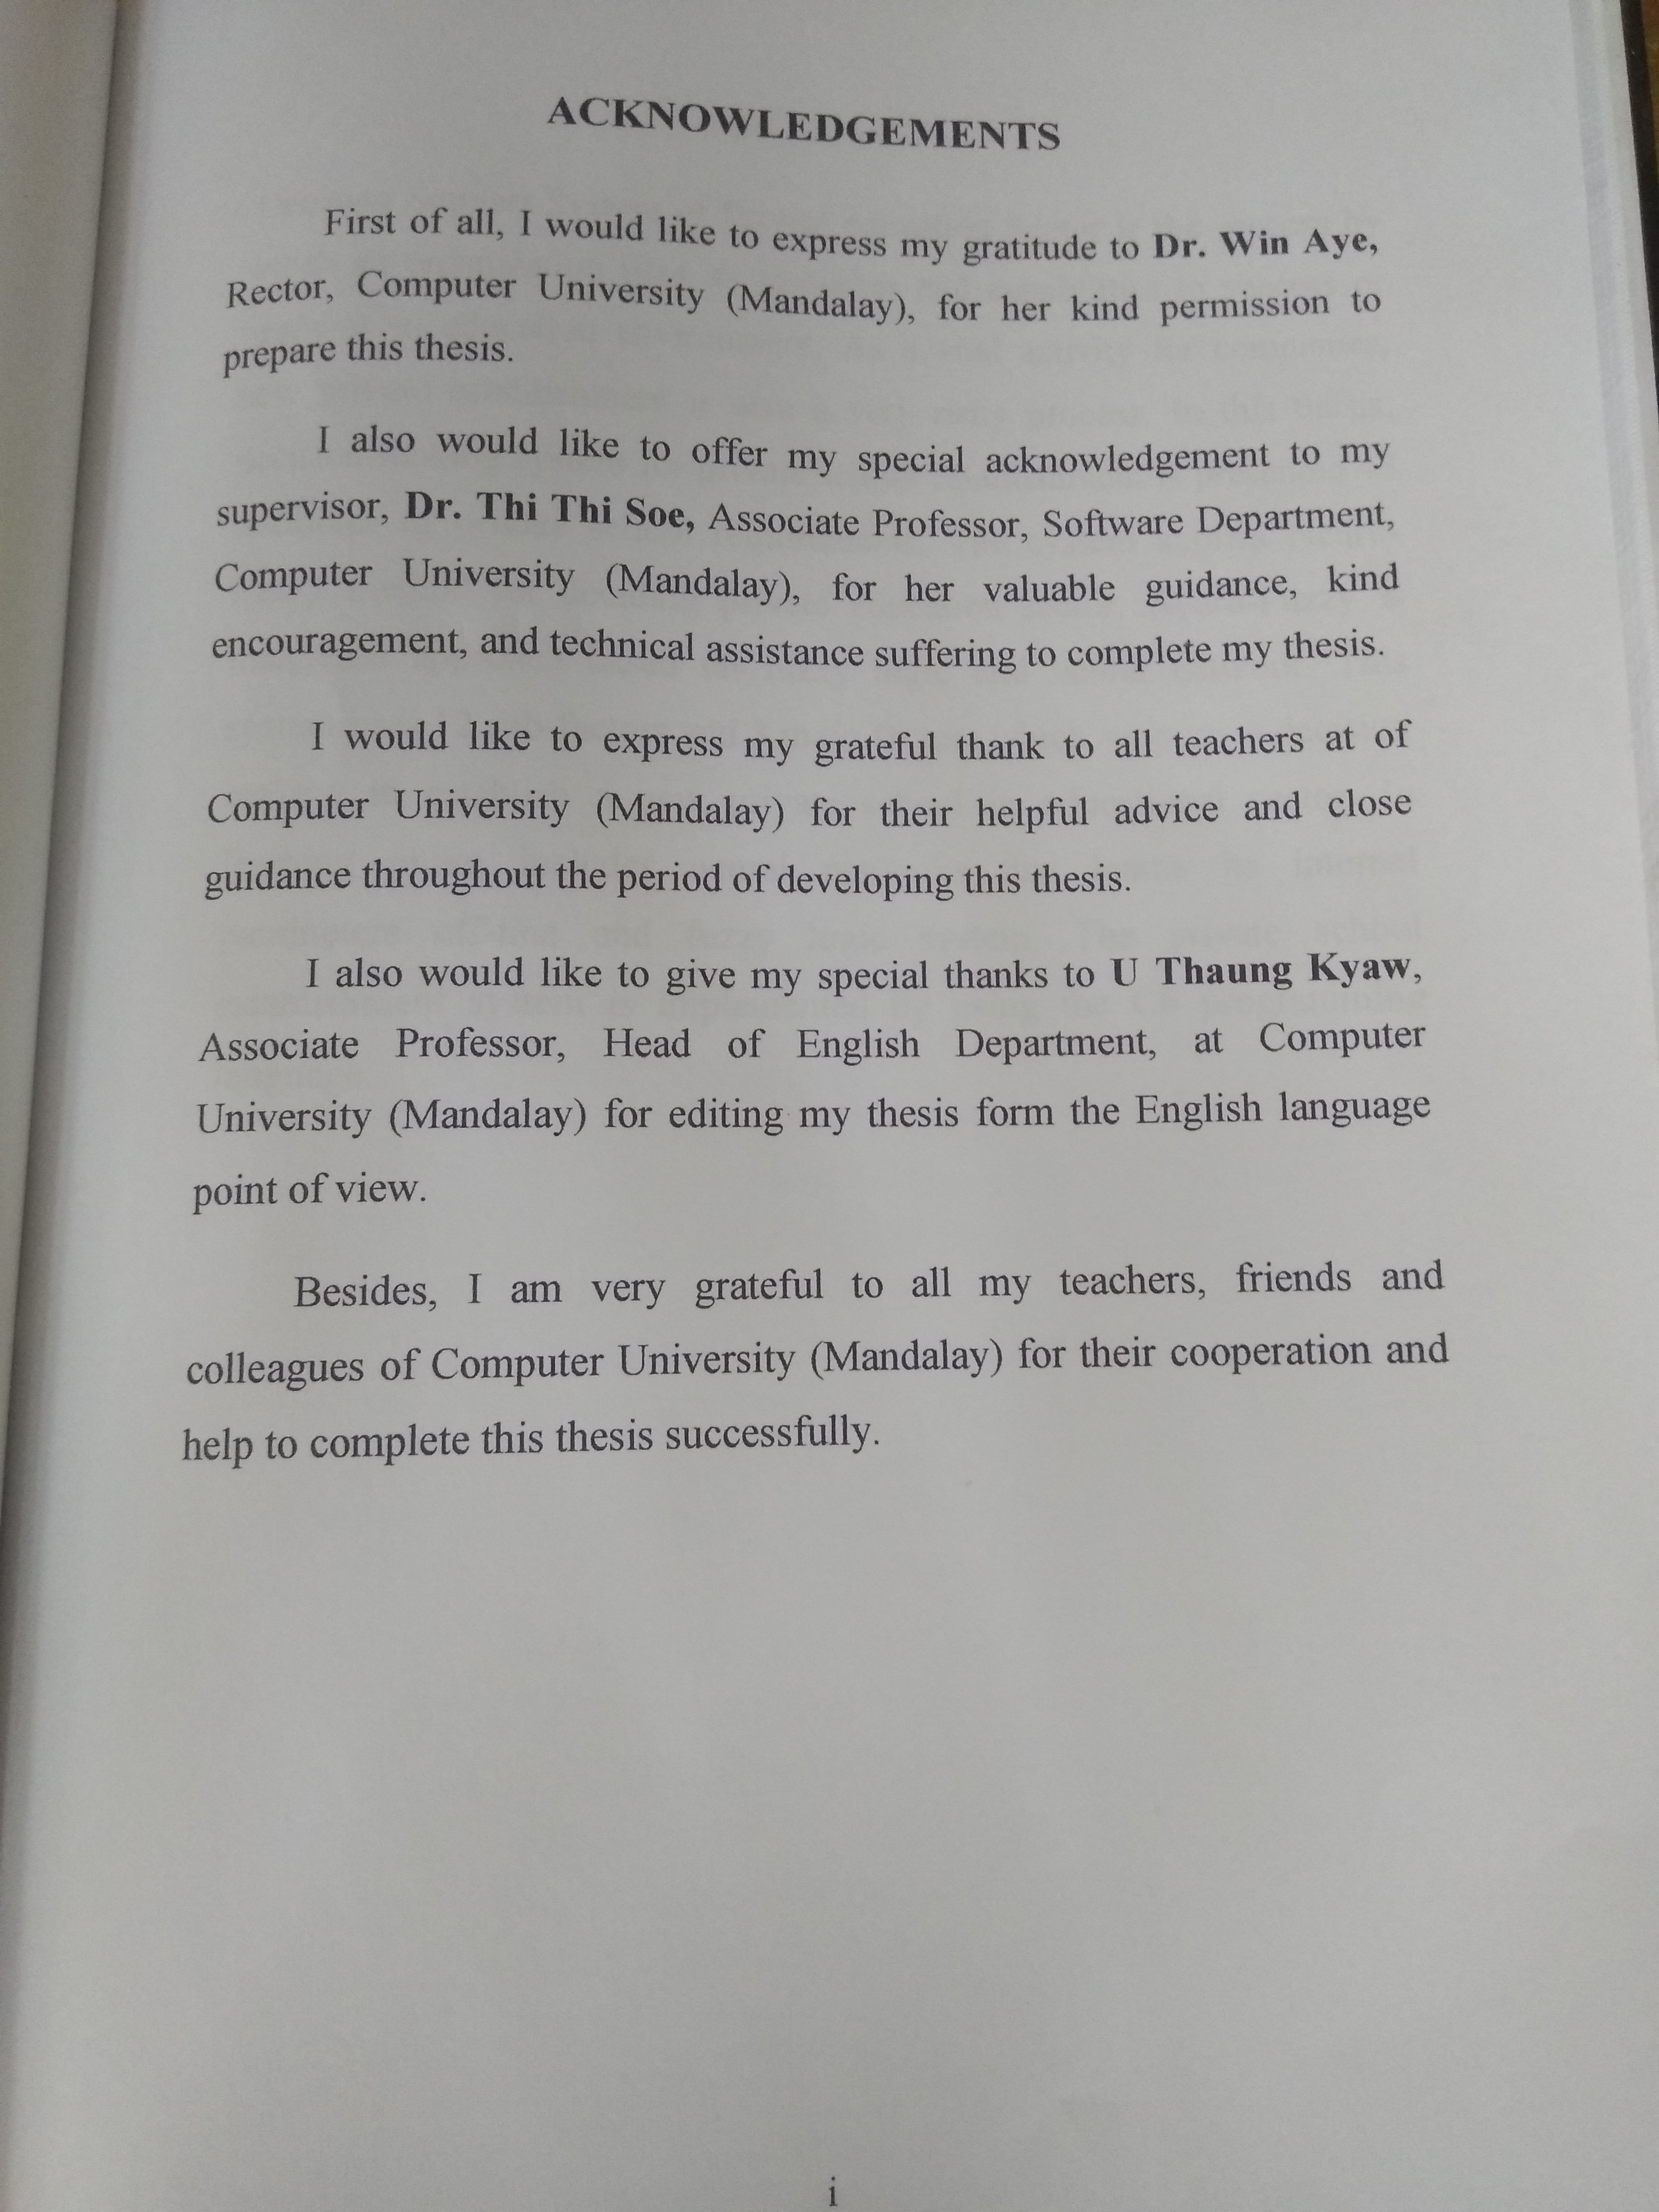 ACKNOWLEDGEMENTS
First of all, I would like to express my gratitude to Dr. Win Aye,
Rector, Computer University (Mandalay), for her kind permission to
prepare this thesis.
I also would like to offer my special acknowledgement to my
supervisor, Dr. Thi Thi Soe, Associate Professor, Software Department,
Computer University (Mandalay), for her valuable guidance, kind
encouragement, and technical assistance suffering to complete my thesis.
I would like to express my grateful thank to all teachers at of
Computer University (Mandalay) for their helpful advice and close
guidance throughout the period of developing this thesis.
I also would like to give my special thanks to U Thaung Kyaw,
Associate Professor, Head of English Department, at Computer
University (Mandalay) for editing my thesis form the English language
point of view.
Besides, I am very grateful to all my teachers, friends and
colleagues of Computer University (Mandalay) for their cooperation and
help to complete this thesis successfully.
i